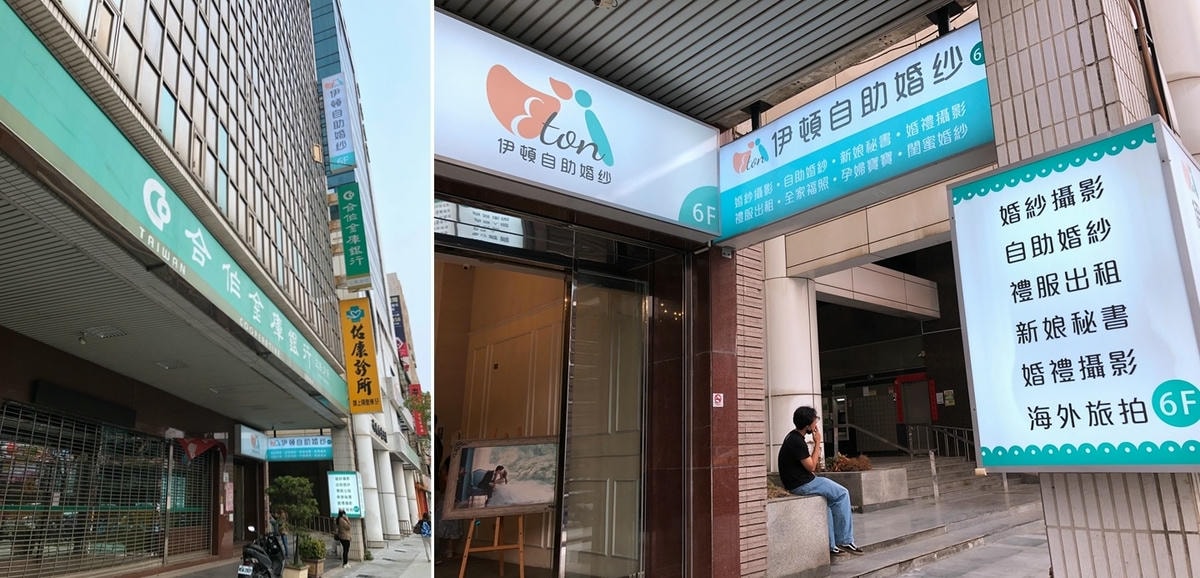 伊頓自助婚紗
6F
合作金庫銀行
合作金庫銀行
TAIWAN
COOPERATIVE
佑康診所
伊頓自助婚紗
Eton
伊頓自助婚紗
6F
Eton
伊頓自助婚紗
婚紗攝影・自助婚紗・新娘秘書・婚禮攝影
禮服出租・全家福照・孕婦寶寶・閨蜜婚紗
婚紗攝影
自助婚紗
禮服出租
新娘秘書
婚禮攝影
海外旅拍
6F